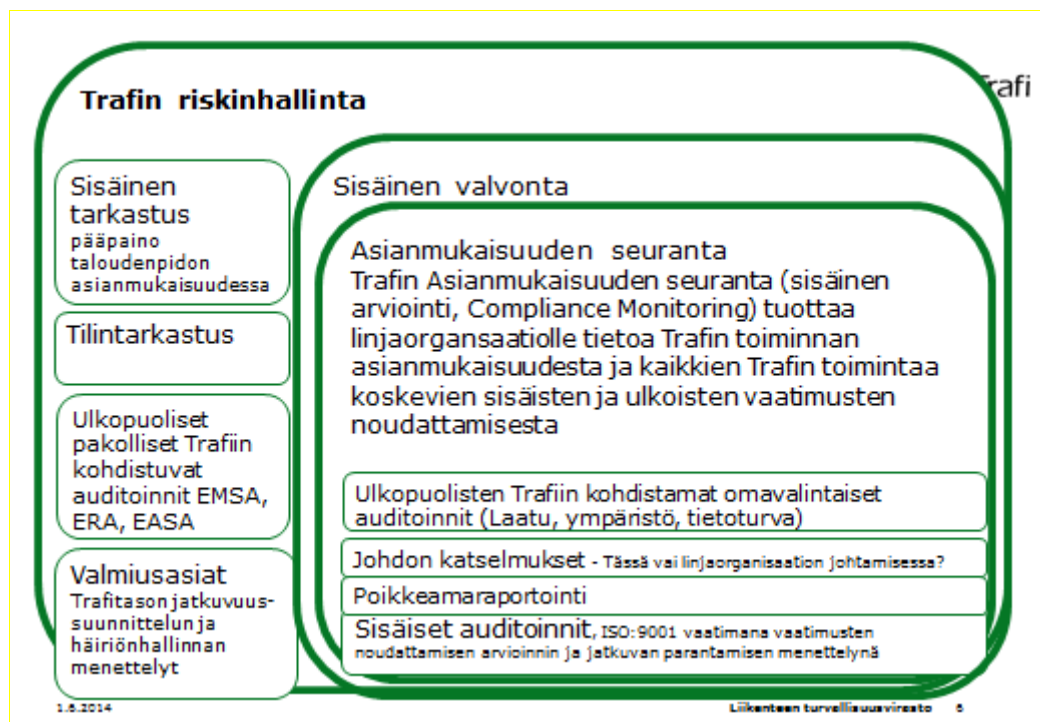 Trafi
Trafin riskinhallinta
Sisäinen
tarkastus
pääpaino
taloudenpidon
asianmukaisuudessa
Tilintarkastus
Ulkopuoliset
pakolliset Trafiin
kohdistuvat
auditoinnit EMSA,
ERA, EASA
Valmiusasiat
Trafitason jatkuvuus-
suunnittelun ja
häiriönhallinnan
menettelyt
Sisäinen valvonta
Asianmukaisuuden seuranta
Trafin Asianmukaisuuden seuranta (sisäinen
arviointi, Compliance Monitoring) tuottaa
linjaorgansaatiolle tietoa Trafin toiminnan
asianmukaisuudesta ja kaikkien Trafin toimintaa
koskevien sisäisten ja ulkoisten vaatimusten
noudattamisesta
Ulkopuolisten Trafiin kohdistamat omavalintaiset
auditoinnit (Laatu, ympäristö, tietoturva)
Johdon katselmukset - Tässä vai linjaorganisaation johtamisessa?
Poikkeamaraportointi
Sisäiset auditoinnit, ISO:9001 vaatimana vaatimusten
noudattamisen arvioinnin ja jatkuvan parantamisen menettelynä
1.6.2014
Liikenteen turvallisuusvirasto 6